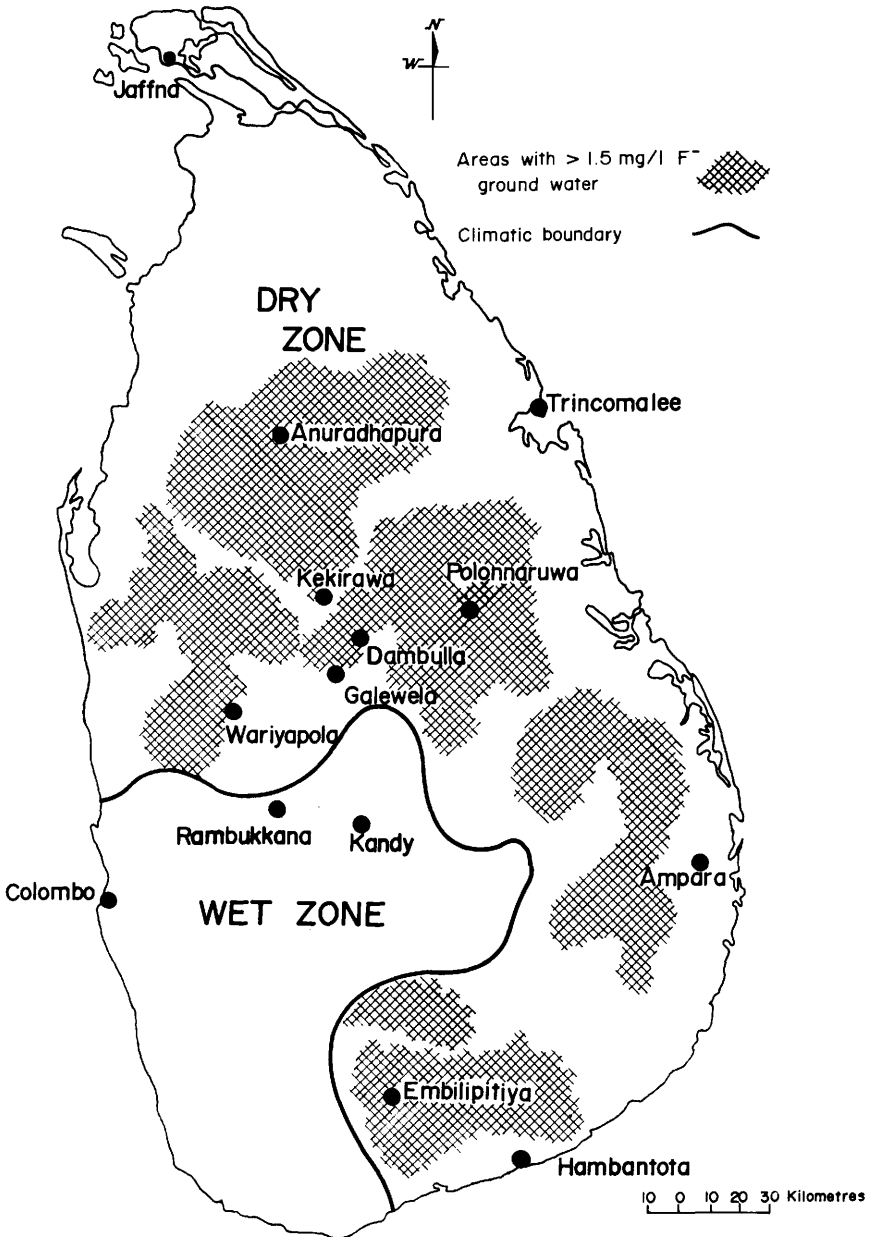 N
W
Jaffna
Areas with > 1.5 mg/l F⁻
ground water
Climatic boundary
DRY
ZONE
Trincomalee
Anuradhapura
Kekirawa
Polonnaruwa
Dambulla
Galewela
Wariyapola
Rambukkana
Kandy
Ampara
Colombo
WET ZONE
Embilipitiya
Hambantota
10 0 10 20 30 Kilometres